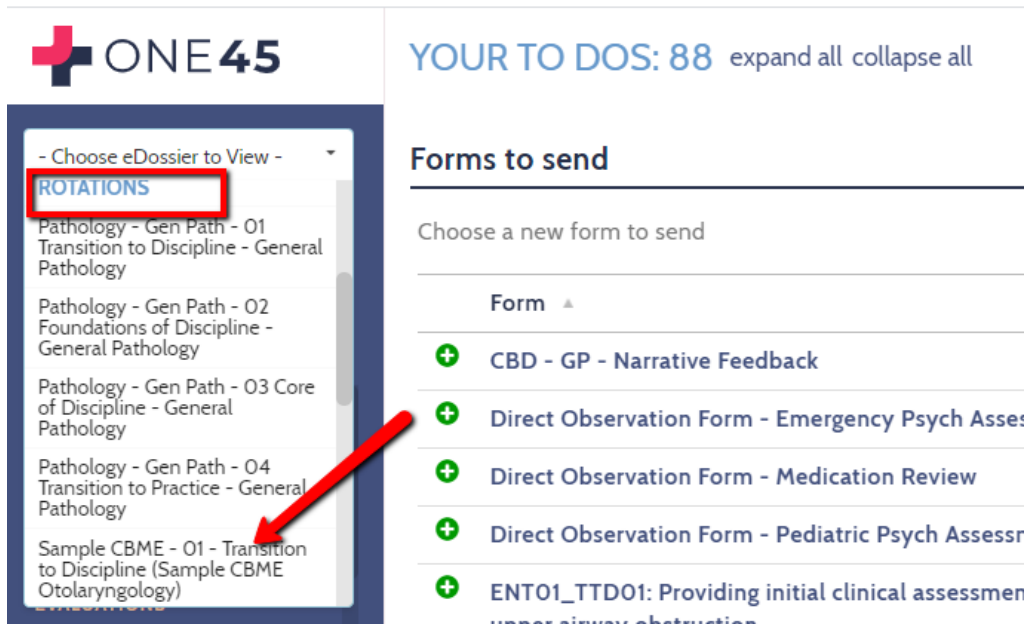 ONE45
YOUR TO DOS: 88 expand all collapse all
- Choose eDossier to View -
ROTATIONS
Pathology - Gen Path - 01
Transition to Discipline - General
Pathology
Pathology - Gen Path - 02
Foundations of Discipline -
General Pathology
Pathology - Gen Path - 03 Core
of Discipline - General
Pathology
Pathology - Gen Path - 04
Transition to Practice - General
Pathology
Sample CBME - 01 - Transition
to Discipline (Sample CBME
Otolaryngology)
Forms to send
Choose a new form to send
Form
CBD - GP - Narrative Feedback
Direct Observation Form - Emergency Psych Asses
Direct Observation Form - Medication Review
Direct Observation Form - Pediatric Psych Assess
ENT01_TTD01: Providing initial clinical assessmen
upper airway obstruction